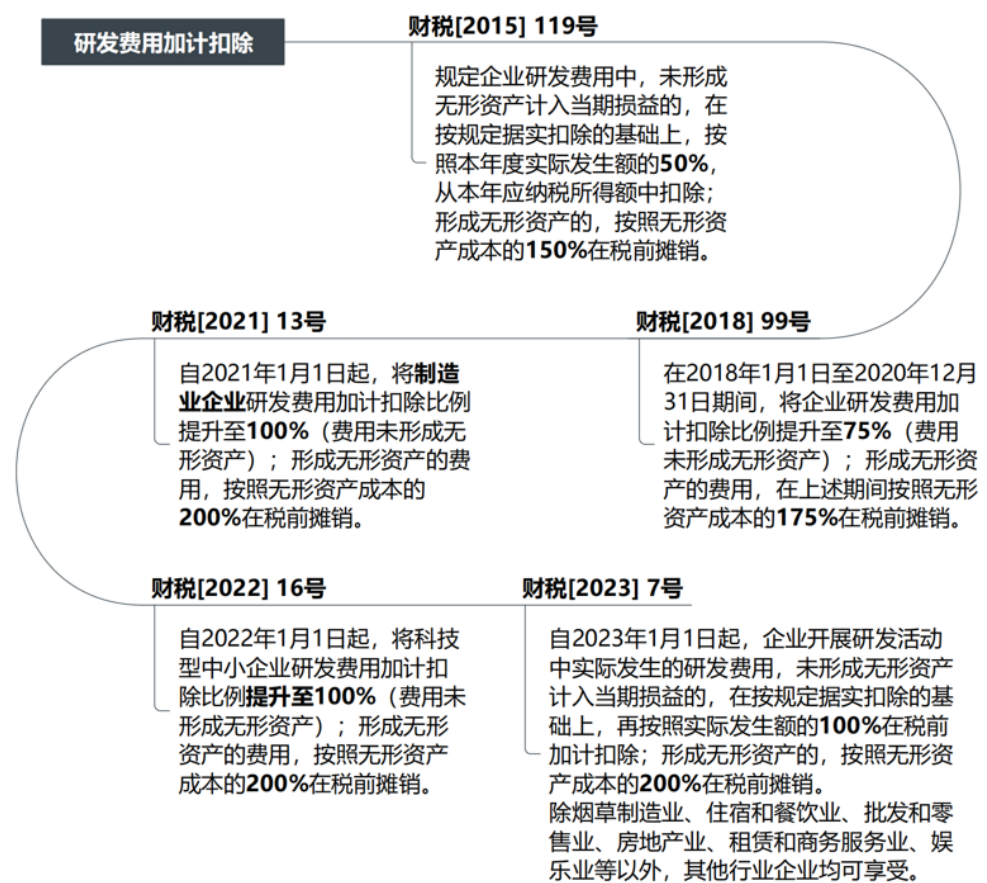 研发费用加计扣除
财税[2015] 119号
规定企业研发费用中，未形成
无形资产计入当期损益的，在
按规定据实扣除的基础上，按
照本年度实际发生额的50%，
从本年应纳税所得额中扣除；
形成无形资产的，按照无形资
产成本的150%在税前摊销。
财税[2018] 99号
在2018年1月1日至2020年12月
31日期间，将企业研发费用加
计扣除比例提升至75%（费用
未形成无形资产）；形成无形资
产的费用，在上述期间按照无形
资产成本的175%在税前摊销。
财税[2021] 13号
自2021年1月1日起，将制造
业企业研发费用加计扣除比例
提升至100%（费用未形成无
形资产）；形成无形资产的费
用，按照无形资产成本的
200%在税前摊销。
财税[2022] 16号
自2022年1月1日起，将科技
型中小企业研发费用加计扣
除比例提升至100%（费用未
形成无形资产）；形成无形
资产的费用，按照无形资产
成本的200%在税前摊销。
财税[2023] 7号
自2023年1月1日起，企业开展研发活动
中实际发生的研发费用，未形成无形资产
计入当期损益的，在按规定据实扣除的基
础上，再按照实际发生额的100%在税前
加计扣除；形成无形资产的，按照无形资
产成本的200%在税前摊销。
除烟草制造业、住宿和餐饮业、批发和零
售业、房地产业、租赁和商务服务业、娱
乐业等以外，其他行业企业均可享受。